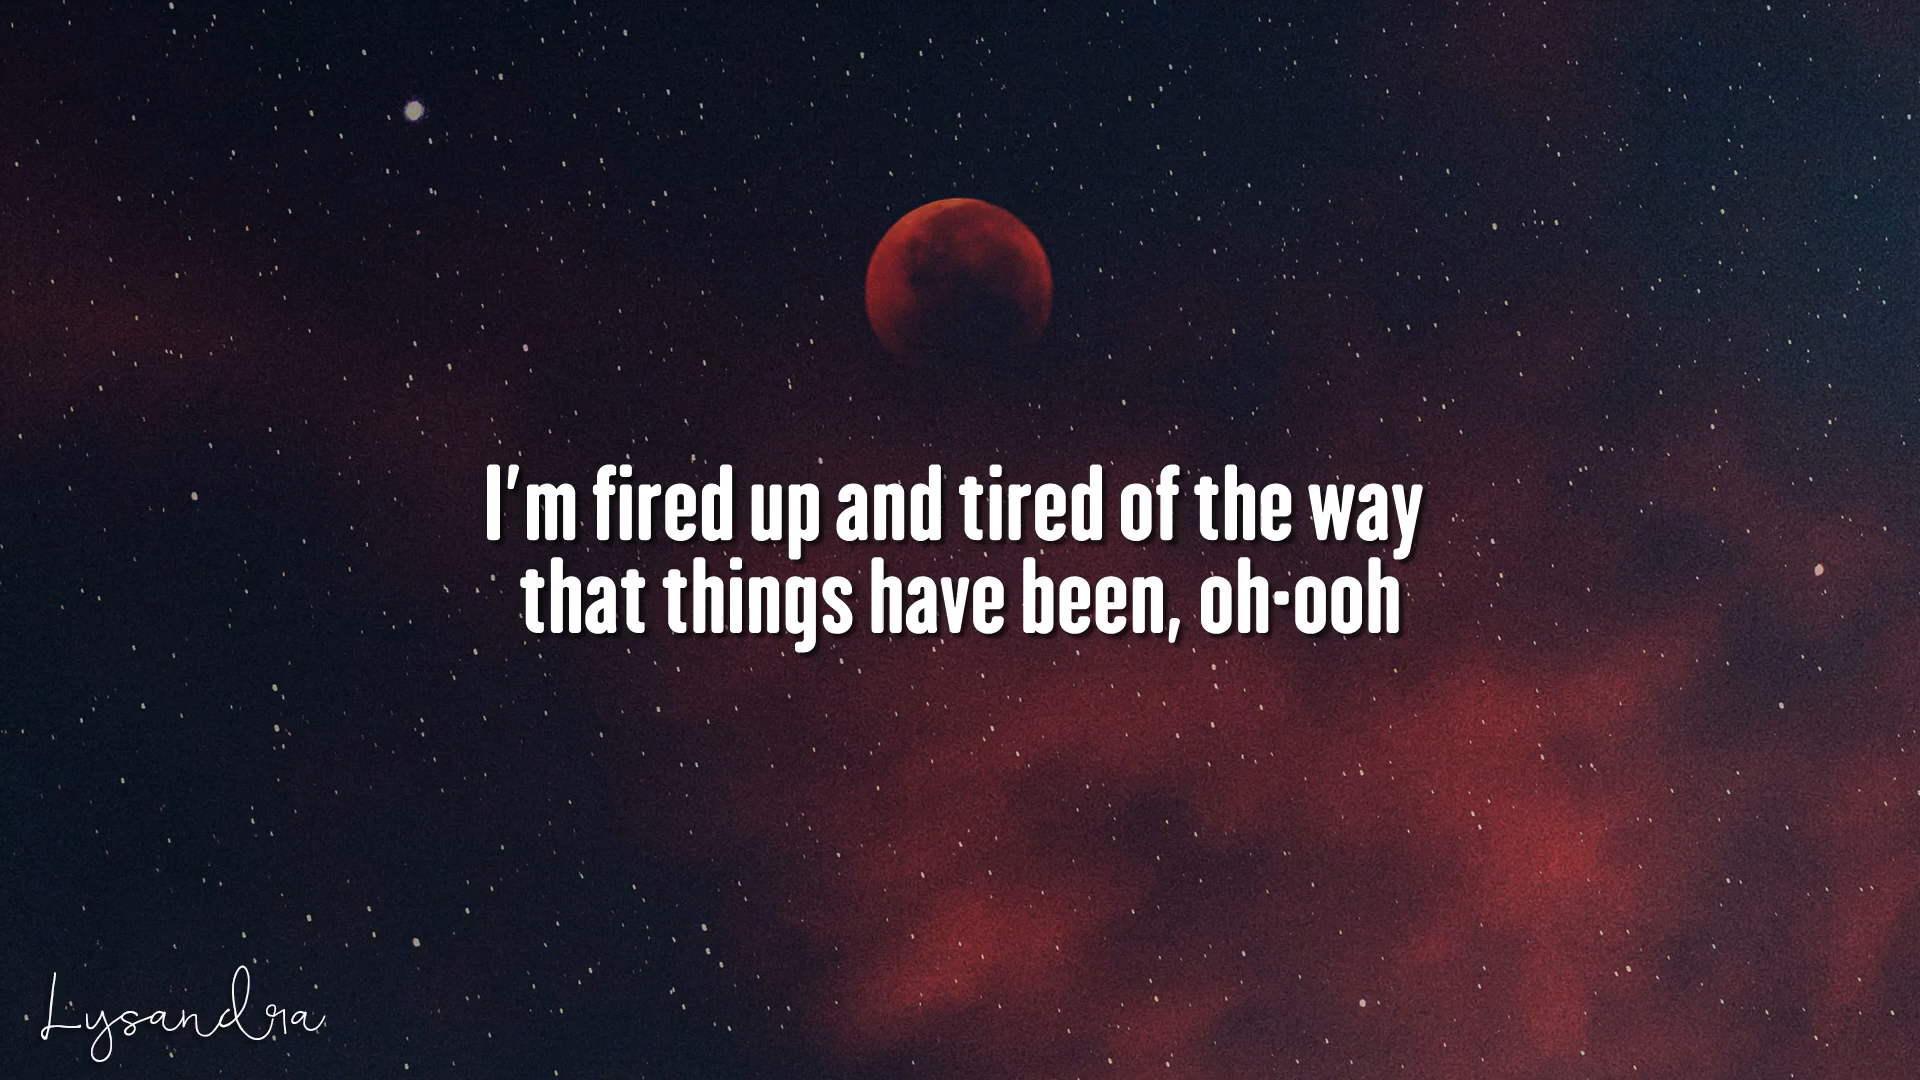 I'm fired up and tired of the way
that things have been, oh-ooh
Lysandra